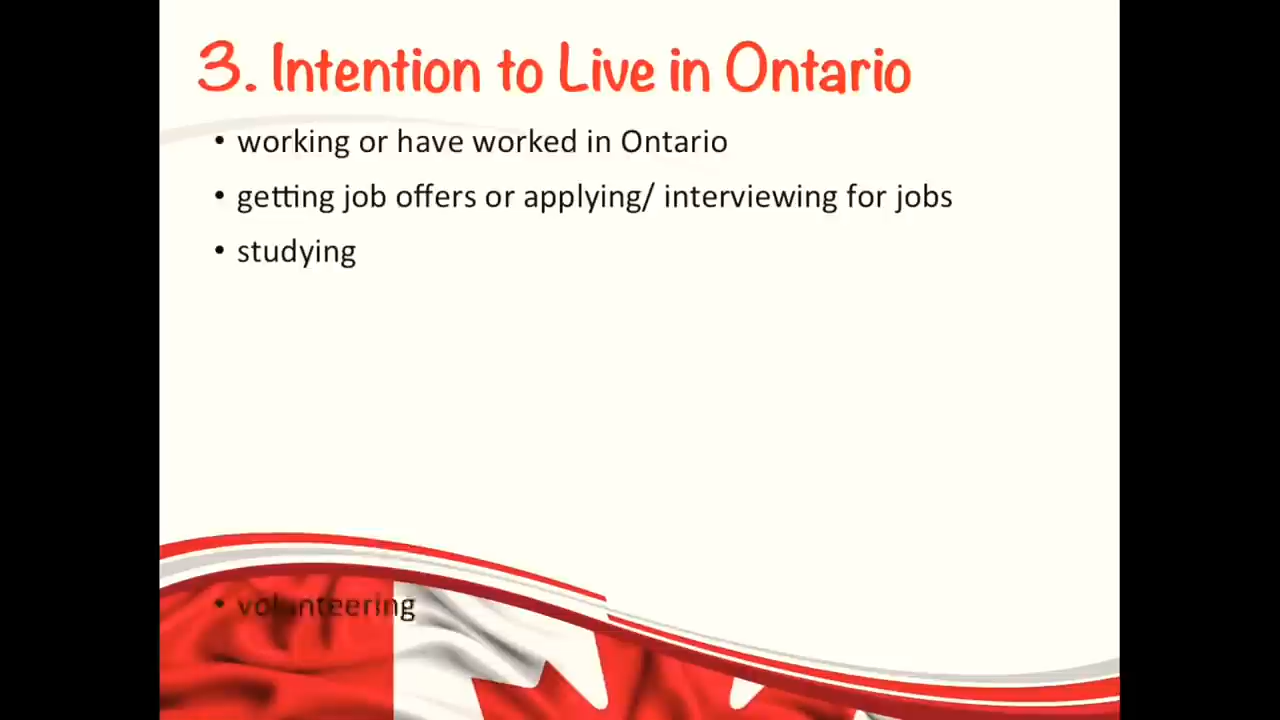 3. Intention to Live in Ontario
• working or have worked in Ontario
• getting job offers or applying/ interviewing for jobs
• studying
• volunteering